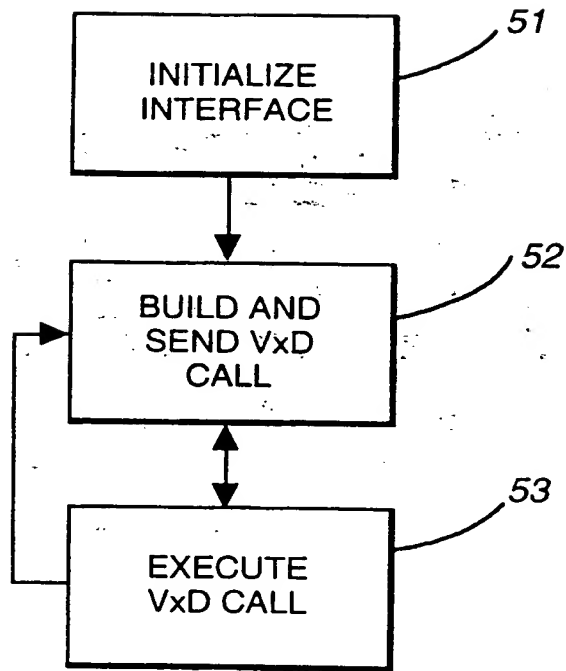 51
INITIALIZE
INTERFACE
52
BUILD AND
SEND VxD
CALL
53
EXECUTE
VxD CALL